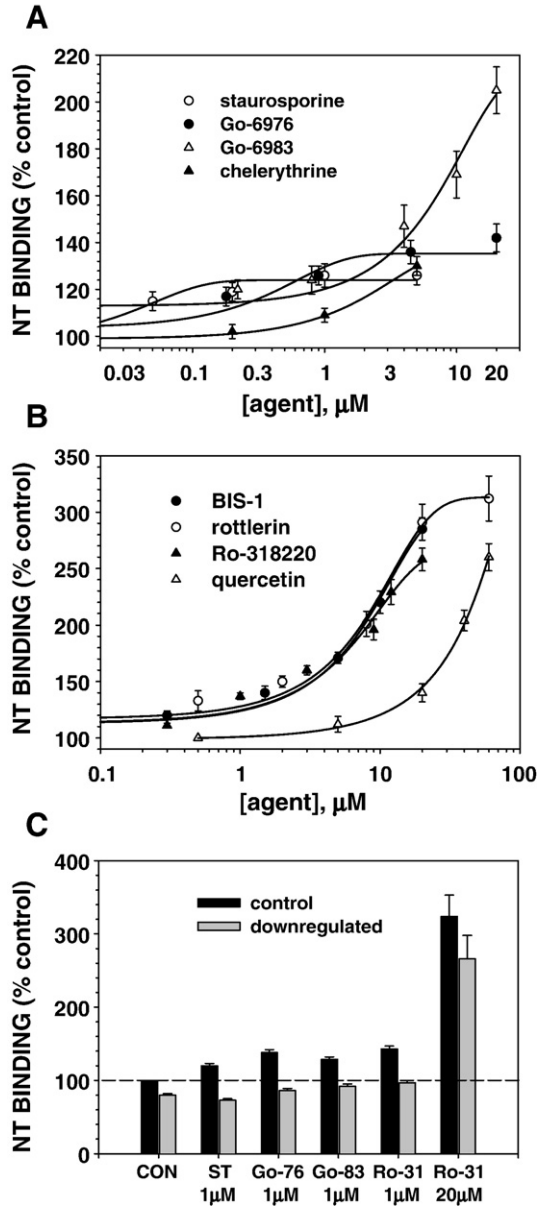 A
NT BINDING (% control)
220
200
180
160
140
120
100
staurosporine
Go-6976
Go-6983
chelerythrine
0.03 0.1 0.3 1 3 10 20
[agent], µM
B
NT BINDING (% control)
350
300
250
200
150
100
BIS-1
rottlerin
Ro-318220
quercetin
0.1 1 10 100
[agent], µM
C
NT BINDING (% control)
400
300
200
100
0
control
downregulated
CON ST Go-76 Go-83 Ro-31 Ro-31
1µM 1µM 1µM 1µM 20µM